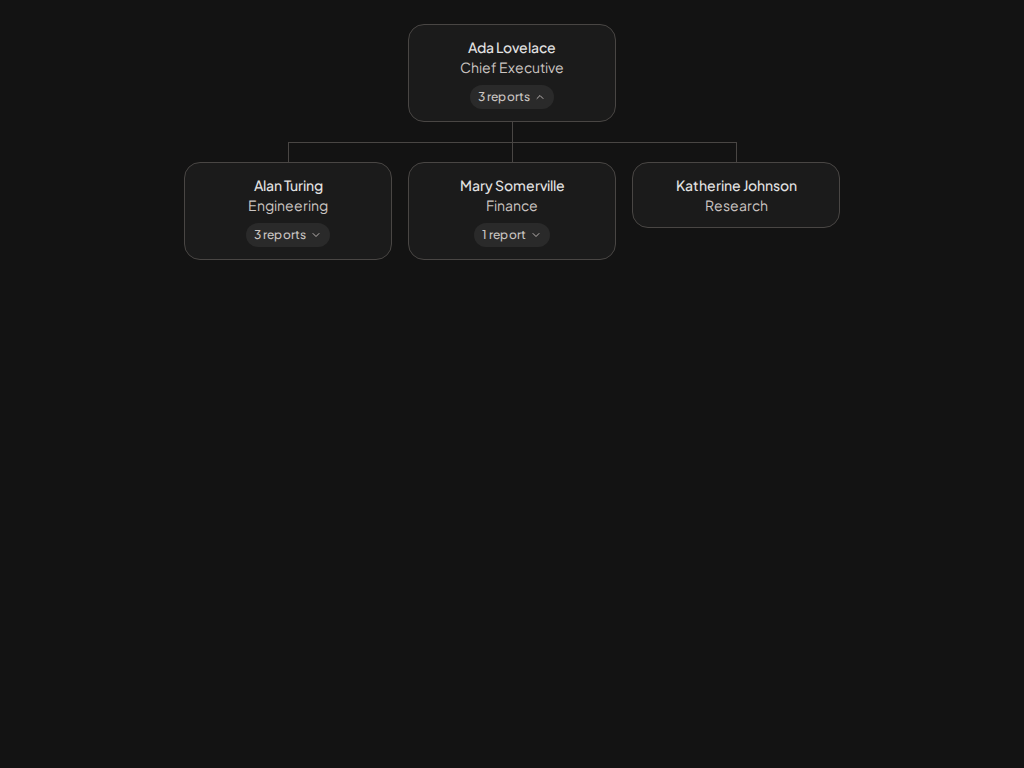 Ada Lovelace
Chief Executive
3 reports
Alan Turing
Engineering
3 reports
Mary Somerville
Finance
1 report
Katherine Johnson
Research